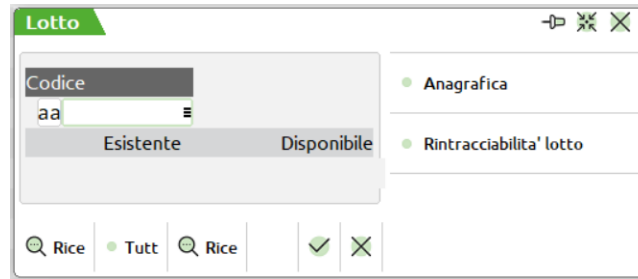 Lotto
Codice
aa
Esistente Disponibile
Anagrafica
Rintracciabilita' lotto
Rice Tutt Rice